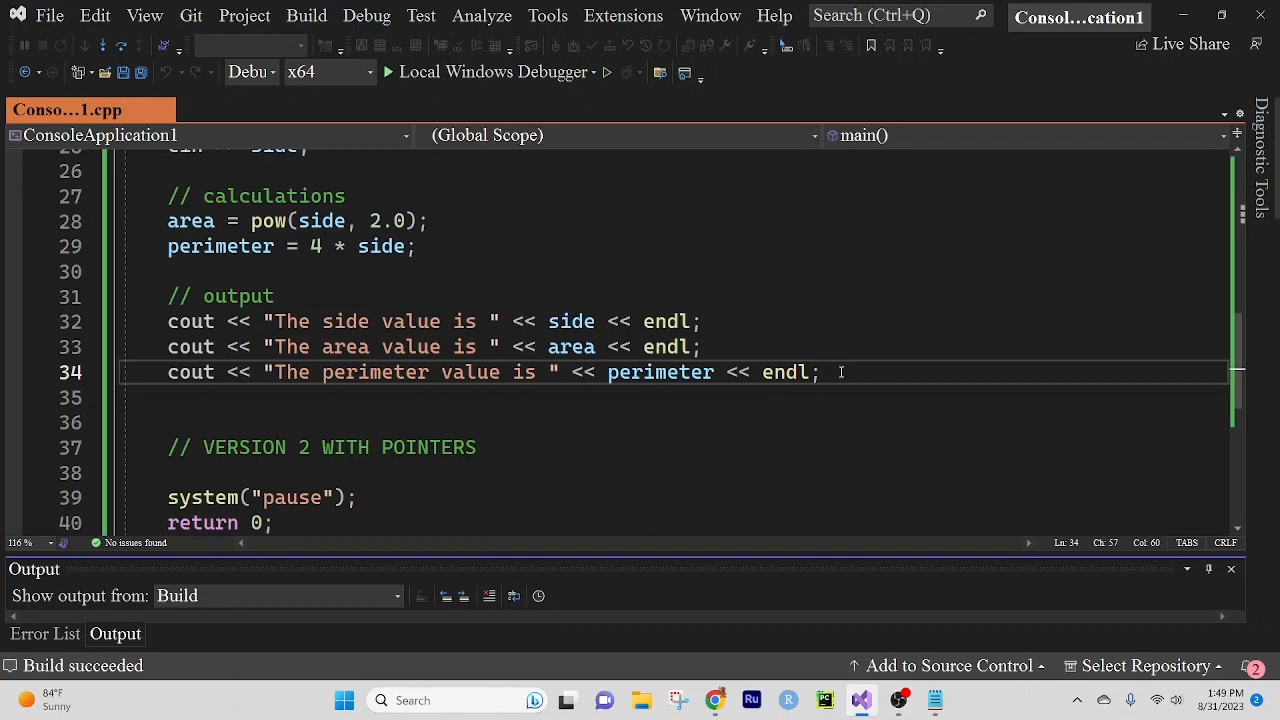 File Edit View Git Project Build Debug Test Analyze Tools Extensions Window Help Search (Ctrl+Q) Consol...cation1
Live Share
Debu x64 Local Windows Debugger
Conso...1.cpp
Diagnostic Tools
ConsoleApplication1 (Global Scope) main()
26
27 // calculations
28 area = pow(side, 2.0);
29 perimeter = 4 * side;
30
31 // output
32 cout << "The side value is " << side << endl;
33 cout << "The area value is " << area << endl;
34 cout << "The perimeter value is " << perimeter << endl;
35
36
37 // VERSION 2 WITH POINTERS
38
39 system("pause");
40 return 0;
116 % No issues found Ln: 34 Ch: 57 Col: 60 TABS CRLF
Output
Show output from: Build
Error List Output
Build succeeded Add to Source Control Select Repository 2
84°F
Sunny
Search
Ru
R
PC
1:49 PM
8/31/2023
2